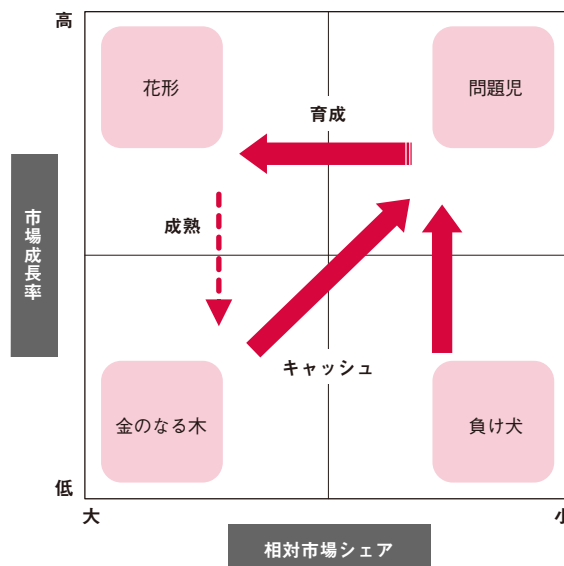 高
花形
問題児
育成
市場成長率
成熟
キャッシュ
金のなる木
負け犬
低
大
小
相対市場シェア